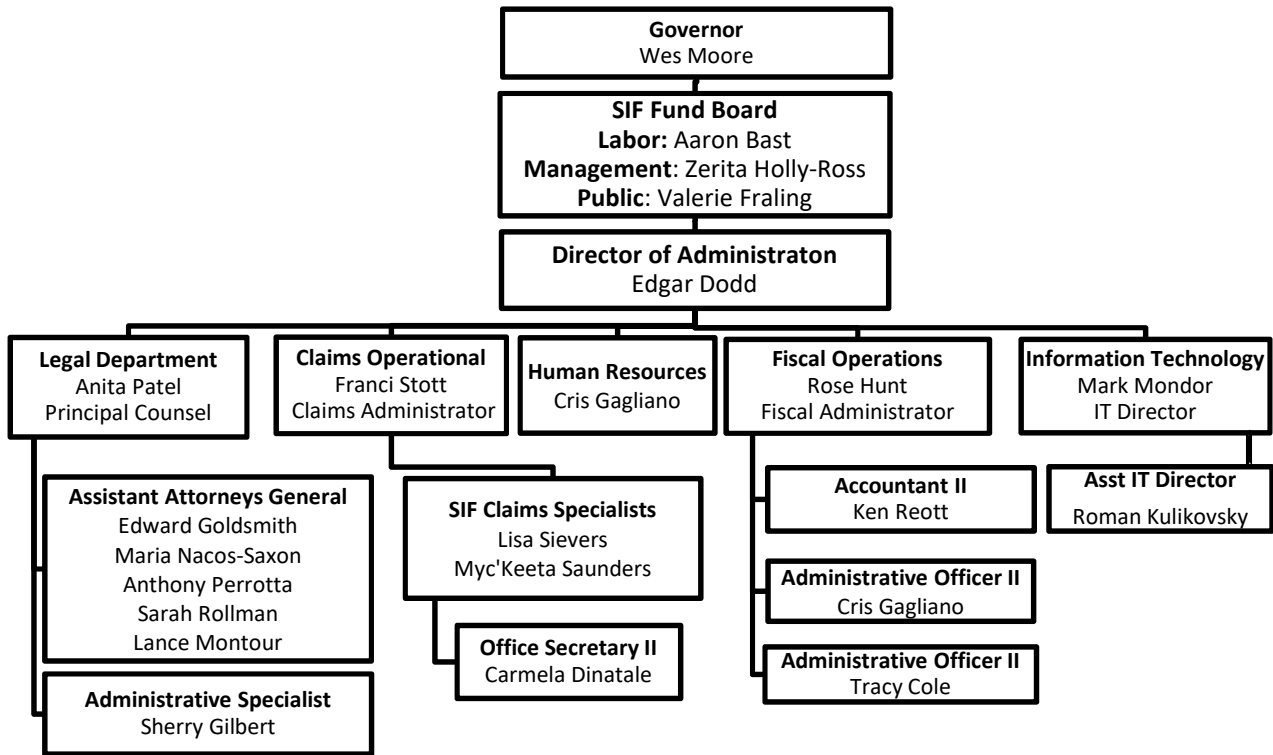 Governor
Wes Moore
SIF Fund Board
Labor: Aaron Bast
Management: Zerita Holly-Ross
Public: Valerie Fraling
Director of Administraton
Edgar Dodd
Legal Department
Anita Patel
Principal Counsel
Claims Operational
Franci Stott
Claims Administrator
Human Resources
Cris Gagliano
Fiscal Operations
Rose Hunt
Fiscal Administrator
Information Technology
Mark Mondor
IT Director
Assistant Attorneys General
Edward Goldsmith
Maria Nacos-Saxon
Anthony Perrotta
Sarah Rollman
Lance Montour
Administrative Specialist
Sherry Gilbert
SIF Claims Specialists
Lisa Sievers
Myc'Keeta Saunders
Office Secretary II
Carmela Dinatale
Accountant II
Ken Reott
Administrative Officer II
Cris Gagliano
Administrative Officer II
Tracy Cole
Asst IT Director
Roman Kulikovsky